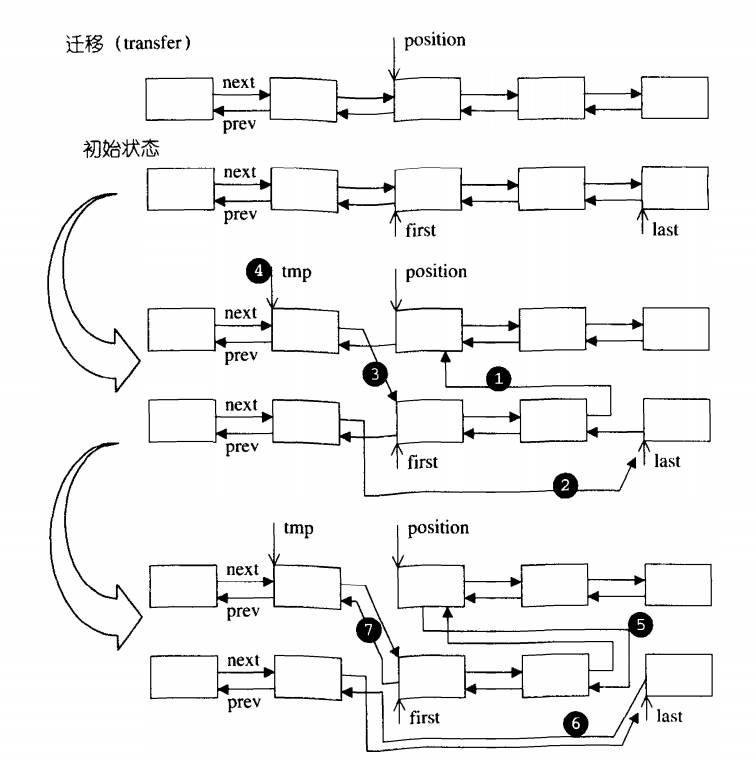 迁移 (transfer)
position
next
prev
初始状态
next
prev
first
last
4 tmp
position
next
prev
3
1
next
prev
first
last
2
tmp
position
next
prev
7
5
next
prev
first
last
6